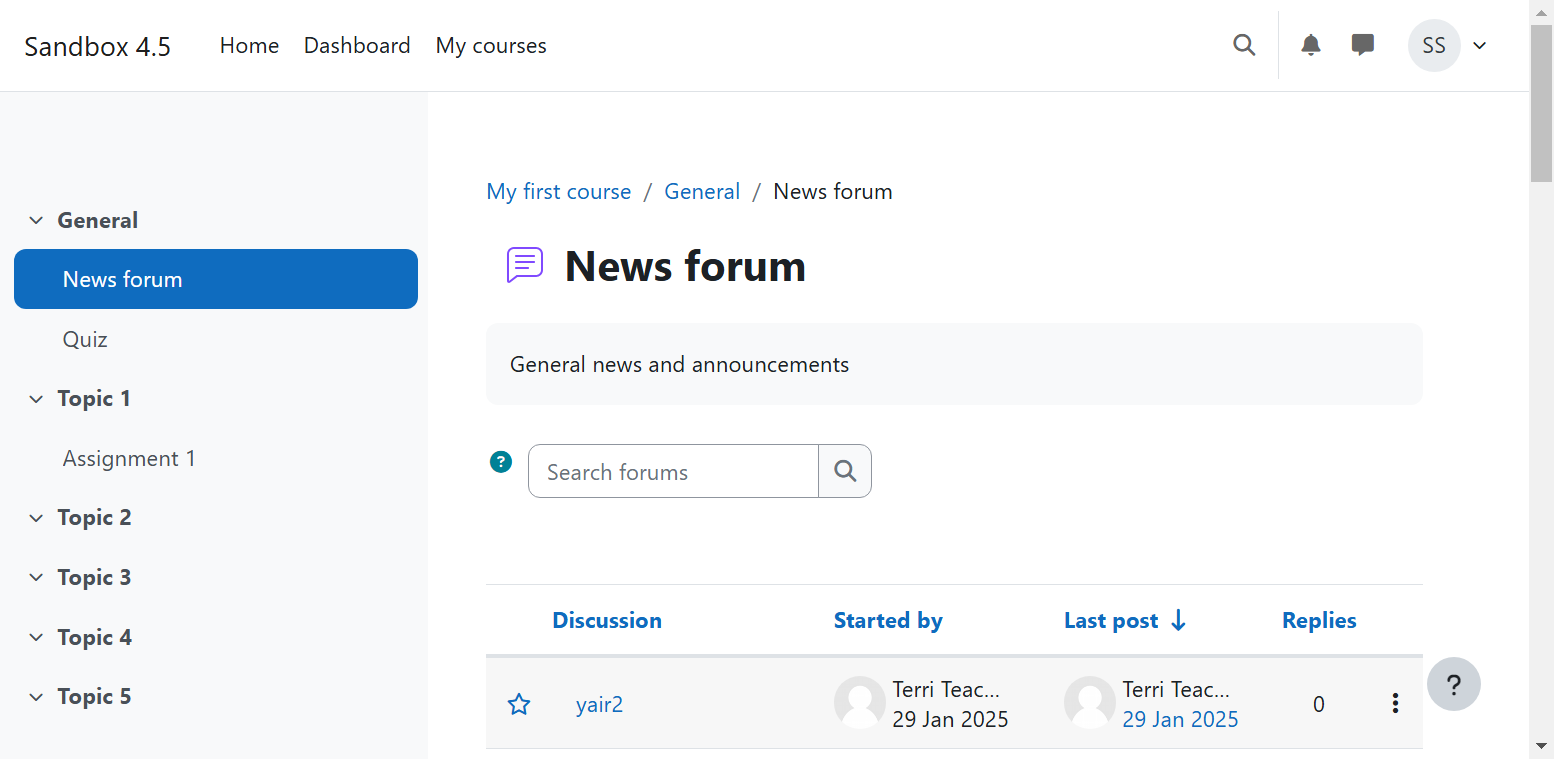 Sandbox 4.5 Home Dashboard My courses SS
General
News forum
Quiz
Topic 1
Assignment 1
Topic 2
Topic 3
Topic 4
Topic 5
My first course / General / News forum
News forum
General news and announcements
? Search forums
Discussion Started by Last post Replies
yair2 Terri Teac... 29 Jan 2025 Terri Teac... 29 Jan 2025 0
?